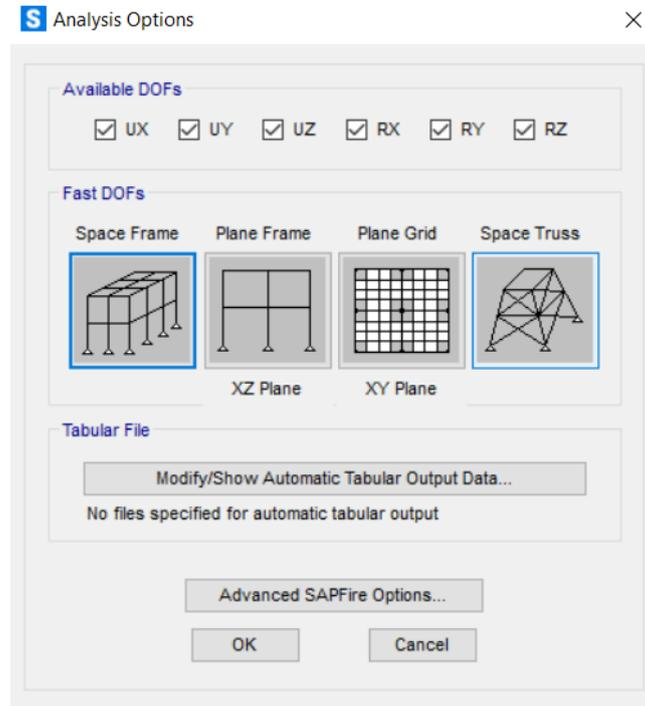 S Analysis Options
Available DOFs
UX UY UZ RX RY RZ
Fast DOFs
Space Frame Plane Frame Plane Grid Space Truss
XZ Plane XY Plane
Tabular File
Modify/Show Automatic Tabular Output Data...
No files specified for automatic tabular output
Advanced SAPFire Options...
OK Cancel